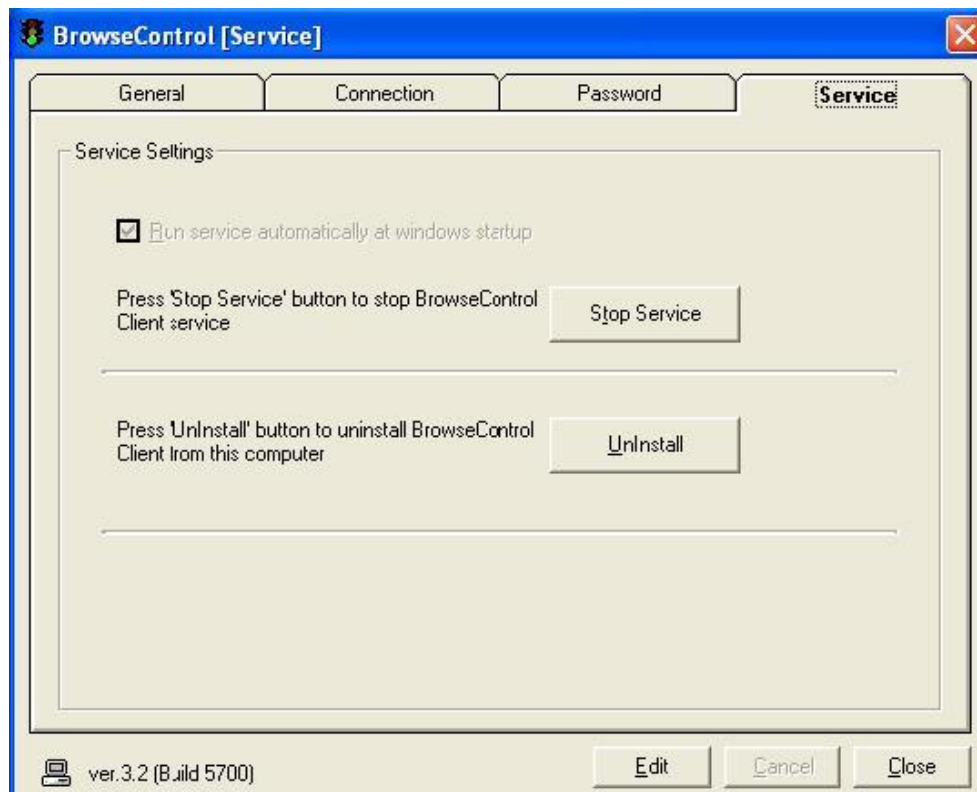 BrowseControl [Service]
General Connection Password Service
Service Settings
Run service automatically at windows startup
Press 'Stop Service' button to stop BrowseControl
Client service
Stop Service
Press 'UnInstall' button to uninstall BrowseControl
Client from this computer
UnInstall
ver.3.2 (Build 5700)
Edit Cancel Close